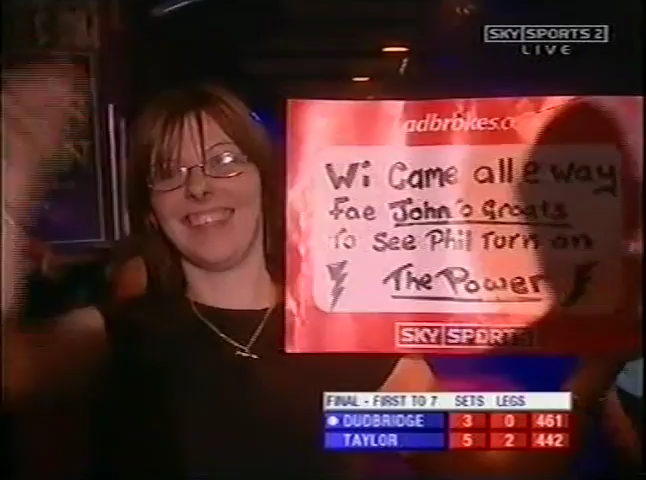 SKY SPORTS 2
LIVE
adbrokes.c
Wi Came all e way
Fae John'o Groats
To See Phil Turn on
The Power
SKY SPORTS
FINAL - FIRST TO 7 SETS LEGS
DUDBRIDGE 3 0 461
TAYLOR 5 2 442